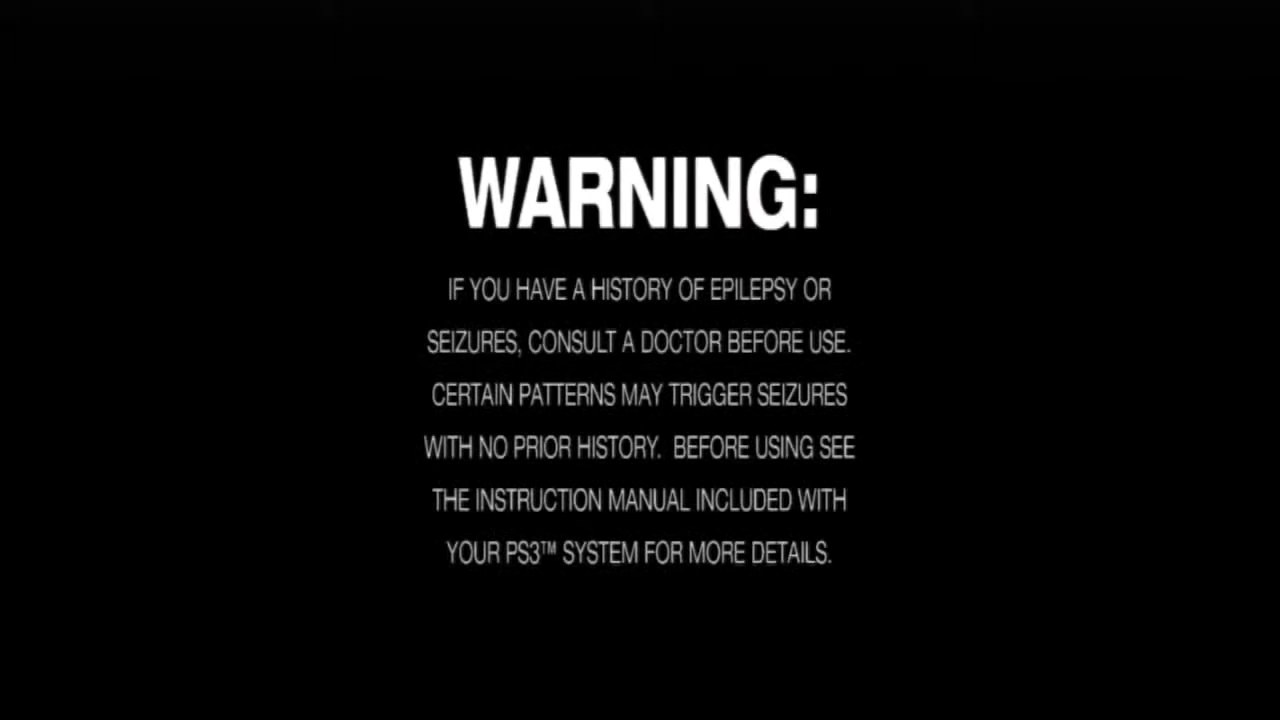 WARNING:
IF YOU HAVE A HISTORY OF EPILEPSY OR
SEIZURES, CONSULT A DOCTOR BEFORE USE.
CERTAIN PATTERNS MAY TRIGGER SEIZURES
WITH NO PRIOR HISTORY.  BEFORE USING SEE
THE INSTRUCTION MANUAL INCLUDED WITH
YOUR PS3™ SYSTEM FOR MORE DETAILS.